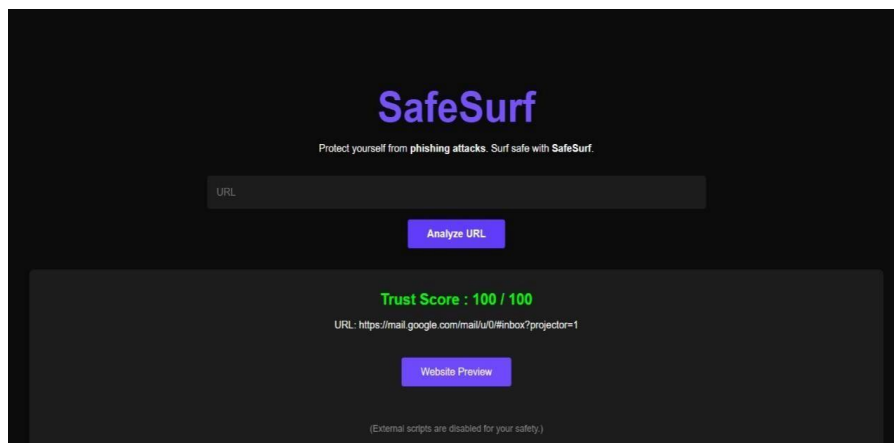 SafeSurf
Protect yourself from phishing attacks. Surf safe with SafeSurf.
URL
Analyze URL
Trust Score : 100 / 100
URL: https://mail.google.com/mail/u/0/#inbox?projector=1
Website Preview
(External scripts are disabled for your safety.)